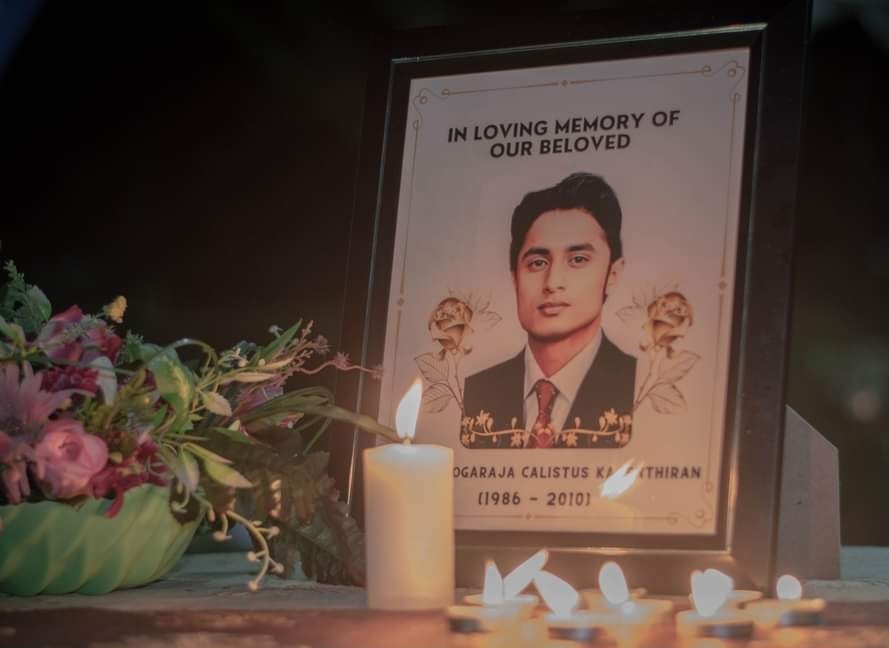 IN LOVING MEMORY OF
OUR BELOVED
CALISTUS
(1986 - 2010)